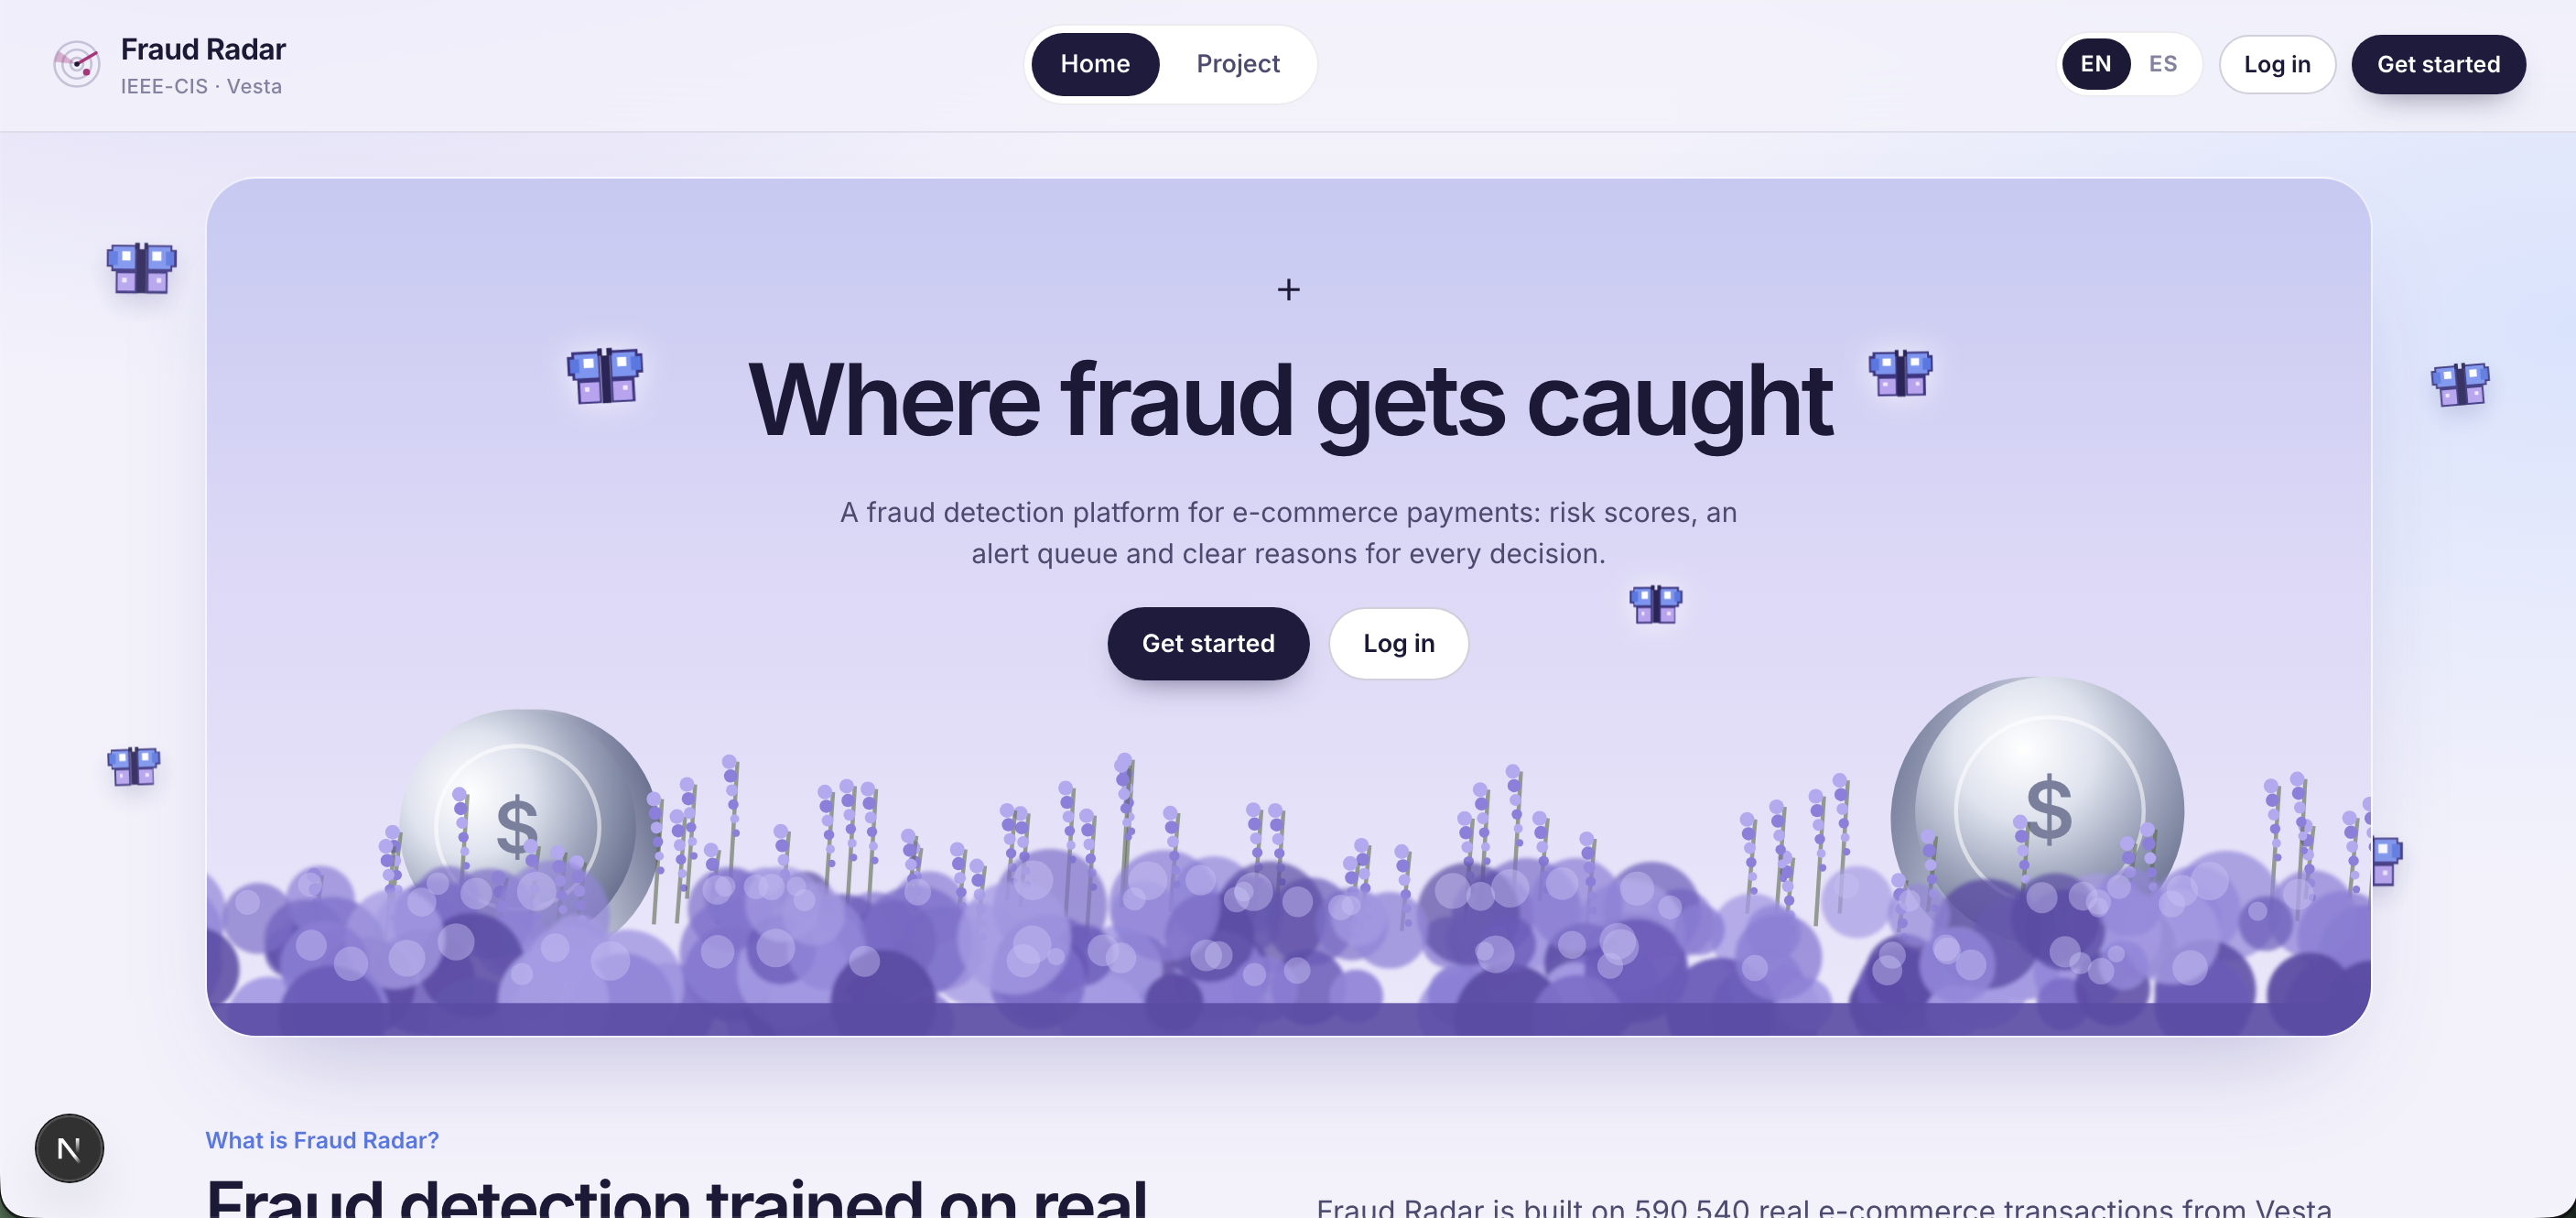 Fraud Radar
IEEE-CIS · Vesta
Home
Project
EN
ES
Log in
Get started
+
Where fraud gets caught
A fraud detection platform for e-commerce payments: risk scores, an
alert queue and clear reasons for every decision.
Get started
Log in
$
$
N
What is Fraud Radar?
Fraud detection trained on real
Fraud Radar is built on 590,540 real e-commerce transactions from Vesta